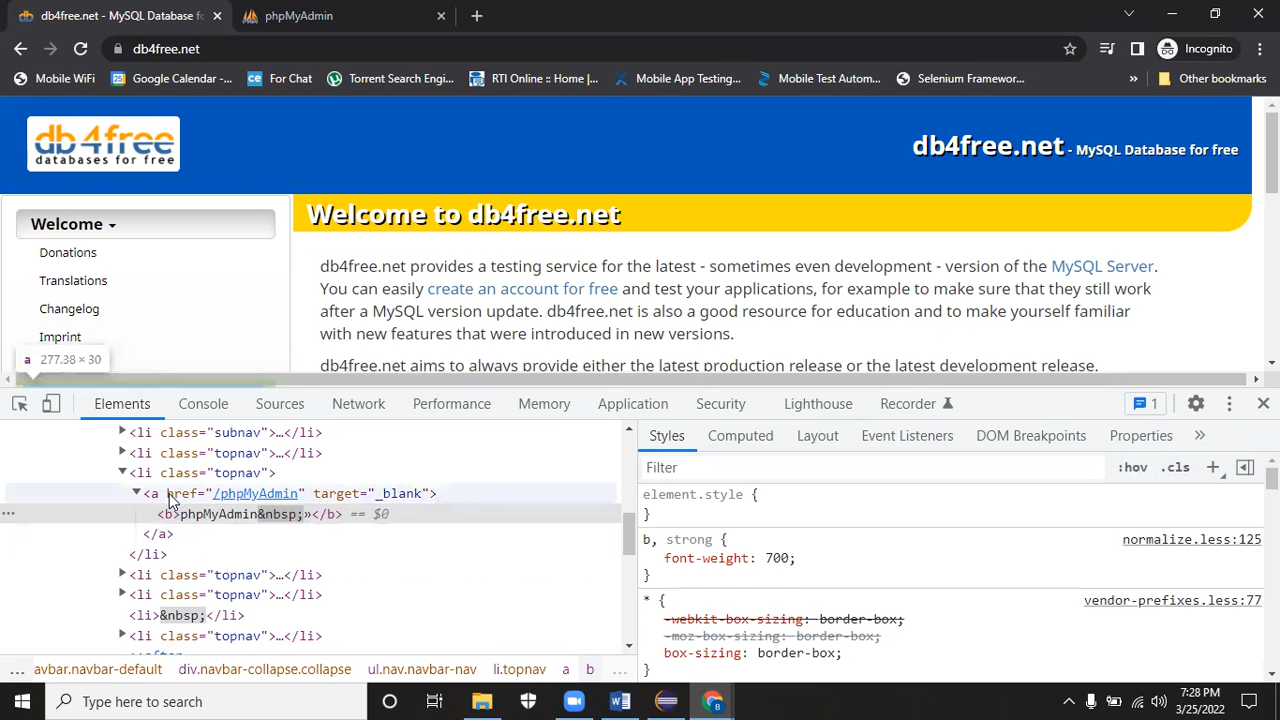 db4free.net - MySQL Database fo
phpMyAdmin
db4free.net
Incognito
Mobile WiFi
Google Calendar -...
For Chat
Torrent Search Engi...
RTI Online :: Home |...
Mobile App Testing...
Mobile Test Autom...
Selenium Framewor...
»
Other bookmarks
db4free
databases for free
db4free.net - MySQL Database for free
Welcome
Donations
Translations
Changelog
Imprint
a 277.38 × 30
Welcome to db4free.net
db4free.net provides a testing service for the latest - sometimes even development - version of the MySQL Server.
You can easily create an account for free and test your applications, for example to make sure that they still work
after a MySQL version update. db4free.net is also a good resource for education and to make yourself familiar
with new features that were introduced in new versions.
db4free.net aims to always provide either the latest production release or the latest development release.
Elements
Console
Sources
Network
Performance
Memory
Application
Security
Lighthouse
Recorder
1
<li class="subnav">…</li>
<li class="topnav">…</li>
<li class="topnav">
<a href="/phpMyAdmin" target="_blank">
<b>phpMyAdmin&nbsp;»</b> == $0
</a>
</li>
<li class="topnav">…</li>
<li class="topnav">…</li>
<li>&nbsp;</li>
<li class="topnav">…</li>
... avbar.navbar-default div.navbar-collapse.collapse ul.nav.navbar-nav li.topnav a b ...
Styles
Computed
Layout
Event Listeners
DOM Breakpoints
Properties
»
Filter
:hov .cls
element.style {
}
b, strong {
normalize.less:125
font-weight: 700;
}
* {
vendor-prefixes.less:77
-webkit-box-sizing: border-box;
-moz-box-sizing: border-box;
box-sizing: border-box;
}
Type here to search
7:28 PM
3/25/2022